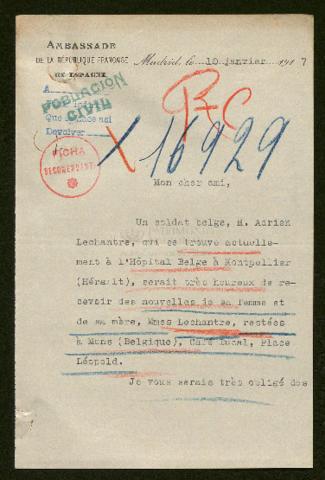 AMBASSADE
DE LA RÉPUBLIQUE FRANÇAISE
EN ESPAGNE
Madrid, le 10 janvier 1917
POBLACION
CIVIL
A
Devolver
FICHA
X 16929
Mon cher ami,
Un soldat belge, M. Adrien
Lechantre, qui se trouve actuelle-
ment à l'Hôpital Belge à Montpellier
(Hérault), serait très heureux de re-
cevoir des nouvelles de sa femme et
de sa mère, Mmes Lechantre, restées
à Mons (Belgique), Café Ducal, Place
Léopold.
Je vous serais très obligé des